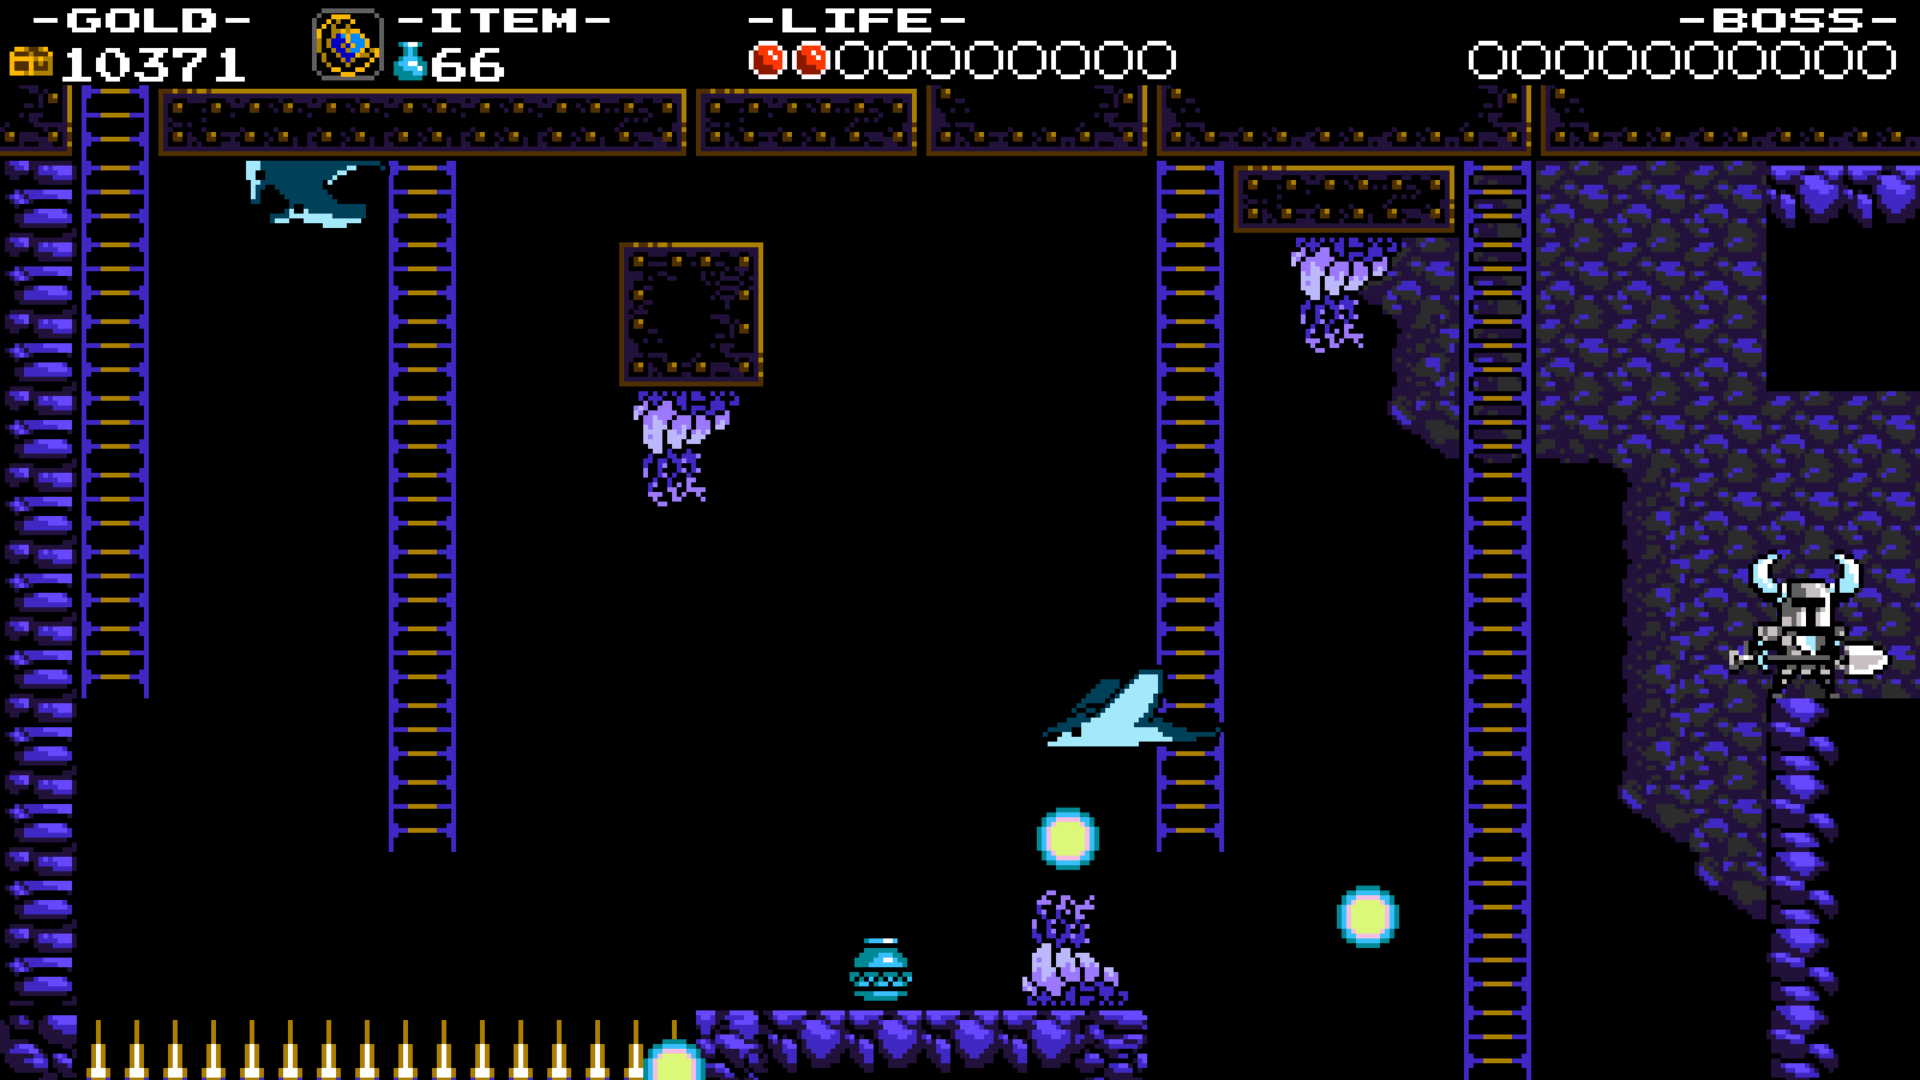 -GOLD- -ITEM- -LIFE- -BOSS-
10371 66